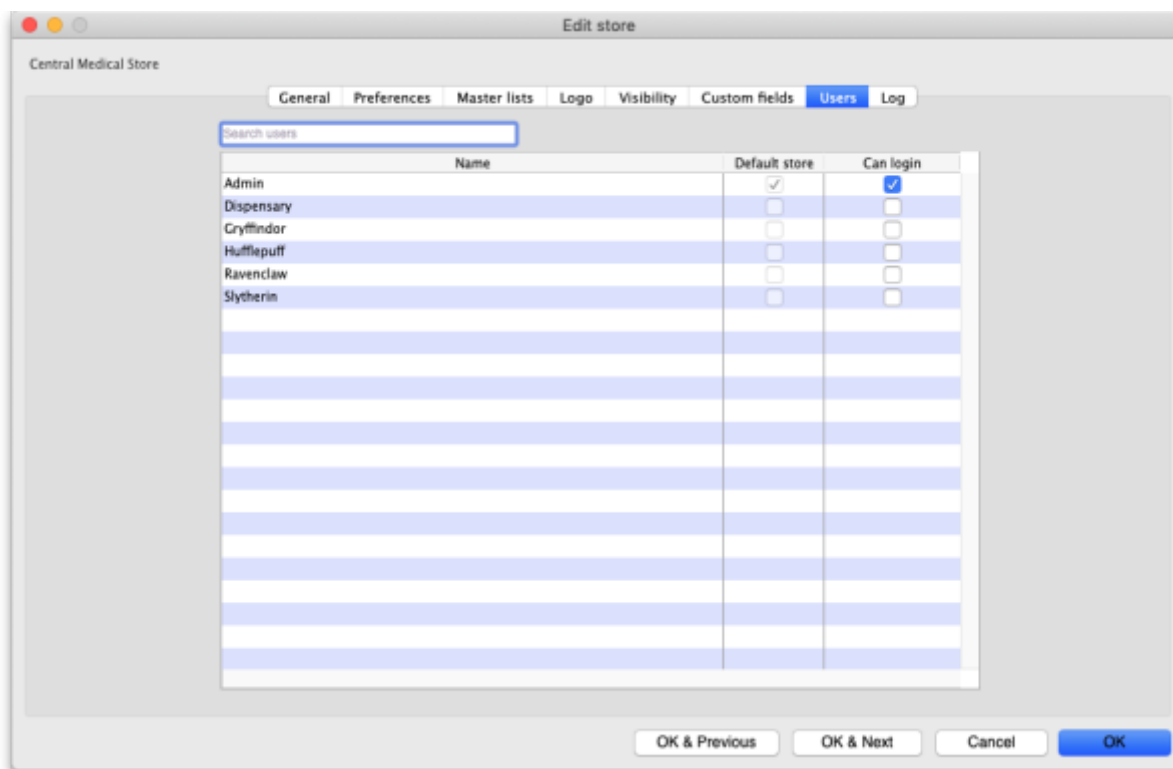 Edit store
Central Medical Store
General Preferences Master lists Logo Visibility Custom fields Users Log
Search users
Name Default store Can login
Admin
Dispensary
Gryffindor
Hufflepuff
Ravenclaw
Slytherin
OK & Previous OK & Next Cancel OK